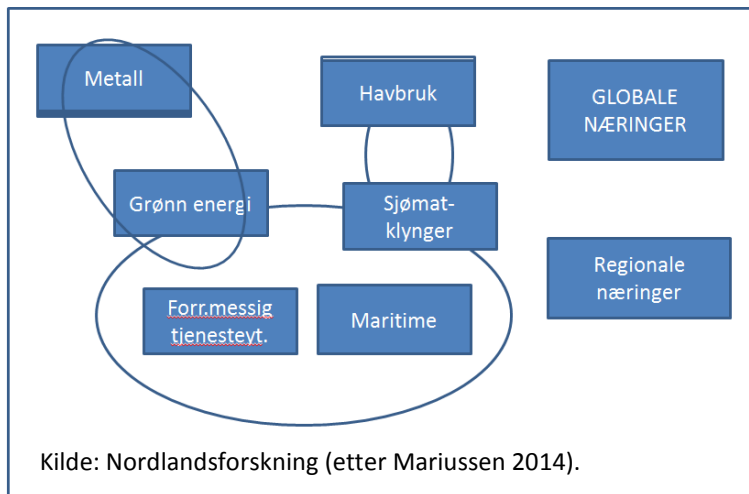 Metall
Havbruk
GLOBALE
NÆRINGER
Grønn energi
Sjømat-
klynger
Regionale
næringer
Forr.messig
tjenesteyt.
Maritime
Kilde: Nordlandsforskning (etter Mariussen 2014).